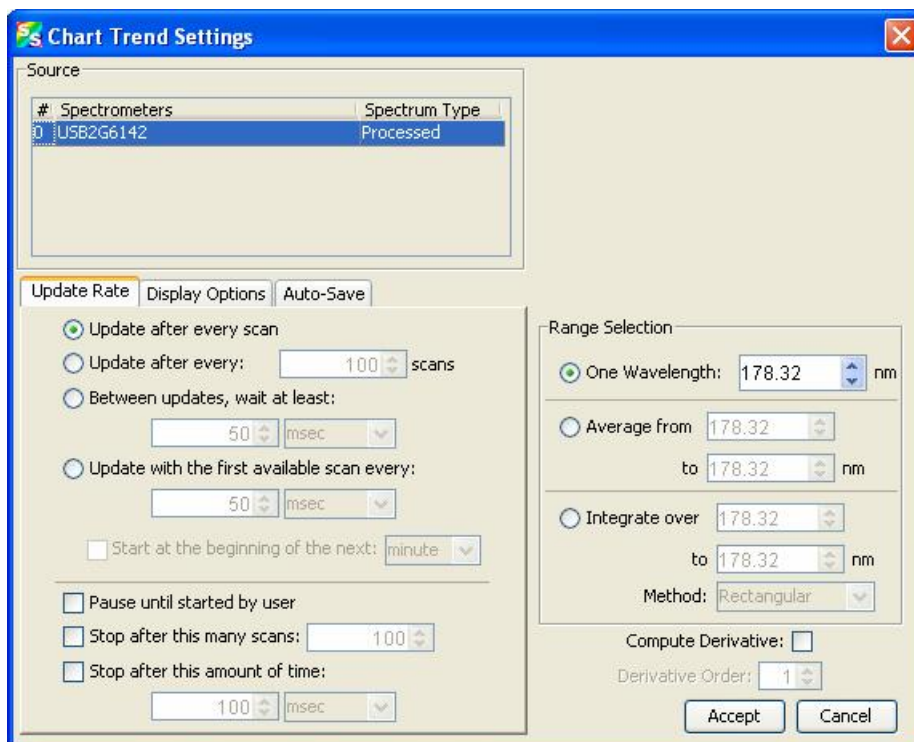 Chart Trend Settings
Source
# Spectrometers Spectrum Type
0 USB2G6142 Processed
Update Rate Display Options Auto-Save
Update after every scan
Update after every: 100 scans
Between updates, wait at least:
50 msec
Update with the first available scan every:
50 msec
Start at the beginning of the next: minute
Pause until started by user
Stop after this many scans: 100
Stop after this amount of time:
100 msec
Range Selection
One Wavelength: 178.32 nm
Average from 178.32
to 178.32 nm
Integrate over 178.32
to 178.32 nm
Method: Rectangular
Compute Derivative:
Derivative Order: 1
Accept Cancel